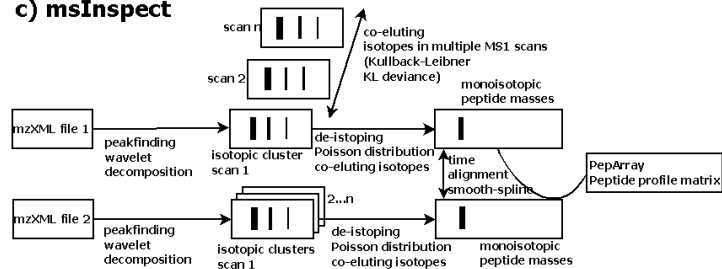 c) msInspect
scan n
co-eluting
isotopes in multiple MS1 scans
(Kullback-Leibner
KL deviance)
scan 2
monoisotopic
peptide masses
mzXML file 1
peakfinding
wavelet
decomposition
isotopic cluster
scan 1
de-istoping
Poisson distribution
co-eluting isotopes
time
alignment
smooth-spline
PepArray
Peptide profile matrix
mzXML file 2
peakfinding
wavelet
decomposition
2...n
isotopic clusters
scan 1
de-istoping
Poisson distribution
co-eluting isotopes
monoisotopic
peptide masses